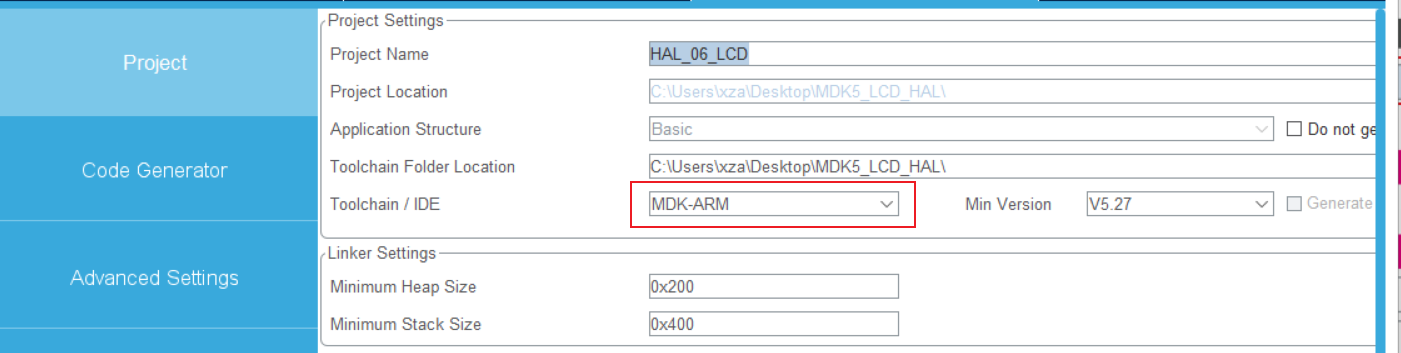 Project
Code Generator
Advanced Settings
Project Settings
Project Name HAL_06_LCD
Project Location C:\Users\xza\Desktop\MDK5_LCD_HAL\
Application Structure Basic Do not ge
Toolchain Folder Location C:\Users\xza\Desktop\MDK5_LCD_HAL\
Toolchain / IDE MDK-ARM Min Version V5.27 Generate
Linker Settings
Minimum Heap Size 0x200
Minimum Stack Size 0x400